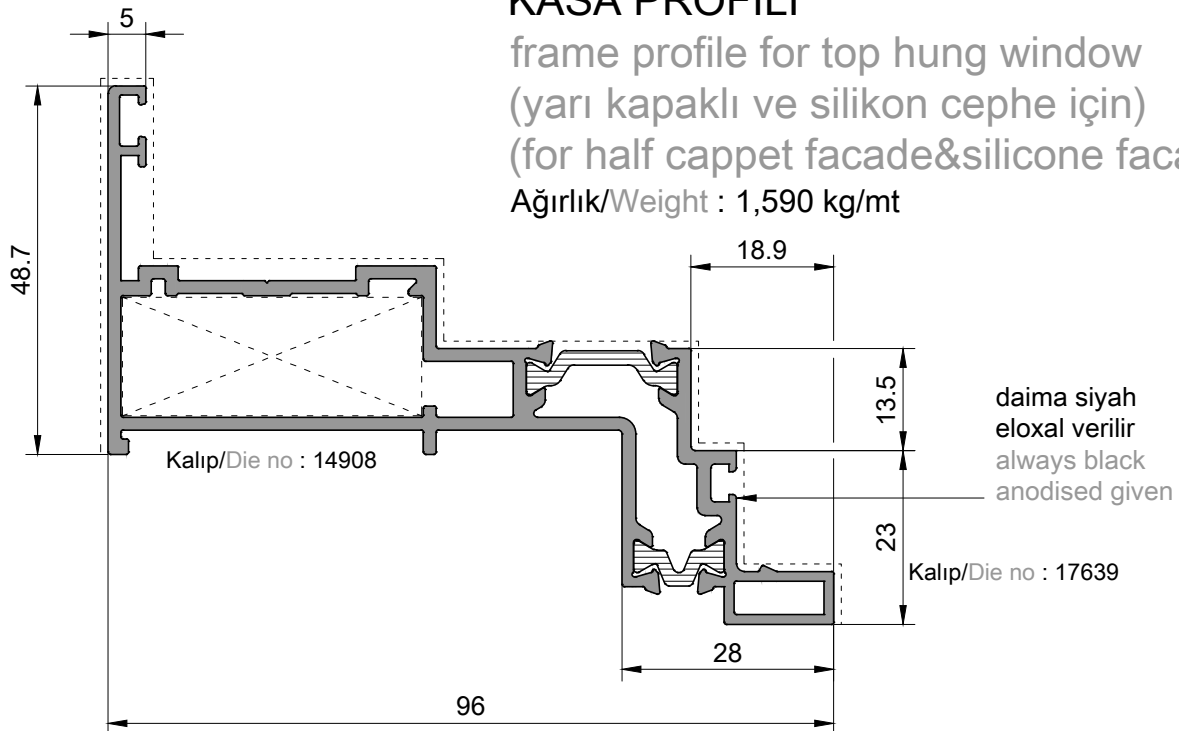 KASA PROFİLİ
frame profile for top hung window
(yarı kapaklı ve silikon cephe için)
(for half cappet facade&silicone
Ağırlık/Weight : 1,590 kg/mt
5
48.7
18.9
13.5
daima siyah
eloxal verilir
always black
anodised given
Kalıp/Die no : 14908
23
Kalıp/Die no : 17639
28
96